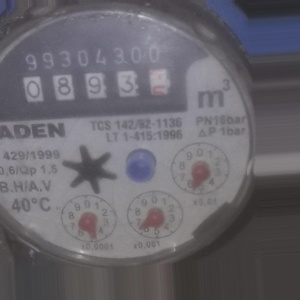 99304300
0893
m³
ADEN
TCS 142/92-1136
PN16bar
LT 1-415:1996
ΔP 1bar
429/1999
B.H/A.V
40°C
x0,01
x0,0001
x0,001